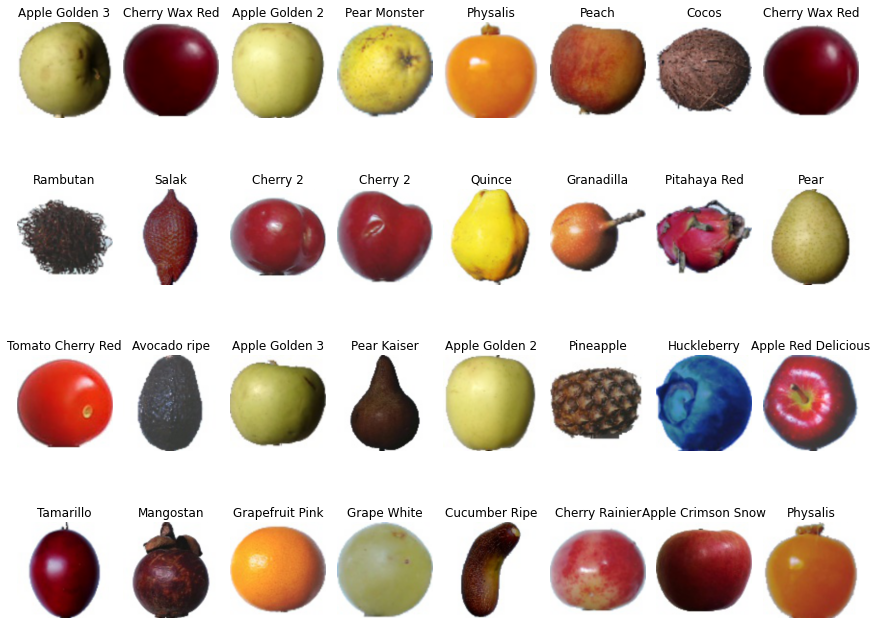 Apple Golden 3 Cherry Wax Red Apple Golden 2 Pear Monster Physalis Peach Cocos Cherry Wax Red
Rambutan Salak Cherry 2 Cherry 2 Quince Granadilla Pitahaya Red Pear
Tomato Cherry Red Avocado ripe Apple Golden 3 Pear Kaiser Apple Golden 2 Pineapple Huckleberry Apple Red Delicious
Tamarillo Mangostan Grapefruit Pink Grape White Cucumber Ripe Cherry Rainier Apple Crimson Snow Physalis